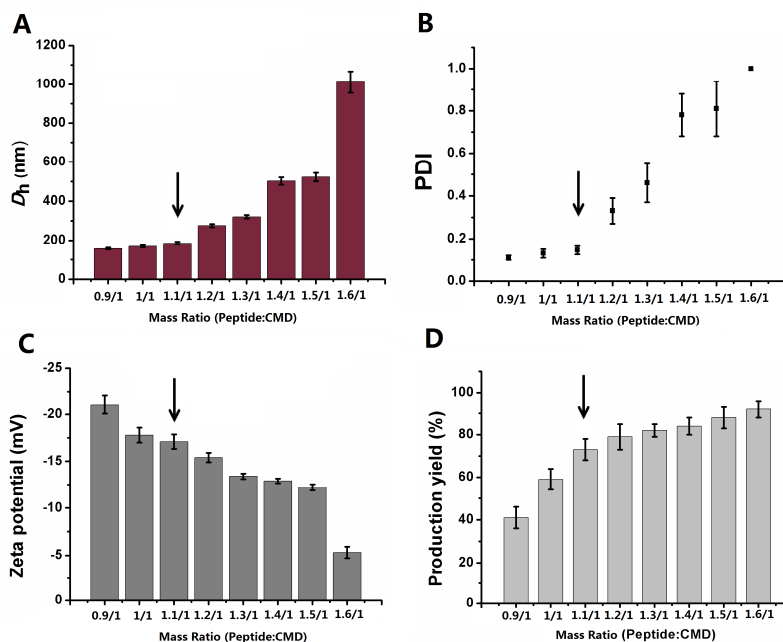 A
1200
1000
800
600
400
200
0
Dh (nm)
0.9/1 1/1 1.1/1 1.2/1 1.3/1 1.4/1 1.5/1 1.6/1
Mass Ratio (Peptide:CMD)
B
1.0
0.8
0.6
0.4
0.2
0.0
PDI
0.9/1 1/1 1.1/1 1.2/1 1.3/1 1.4/1 1.5/1 1.6/1
Mass Ratio (Peptide:CMD)
C
-25
-20
-15
-10
-5
0
Zeta potential (mV)
0.9/1 1/1 1.1/1 1.2/1 1.3/1 1.4/1 1.5/1 1.6/1
Mass Ratio (Peptide:CMD)
D
100
80
60
40
20
0
Production yield (%)
0.9/1 1/1 1.1/1 1.2/1 1.3/1 1.4/1 1.5/1 1.6/1
Mass Ratio (Peptide:CMD)